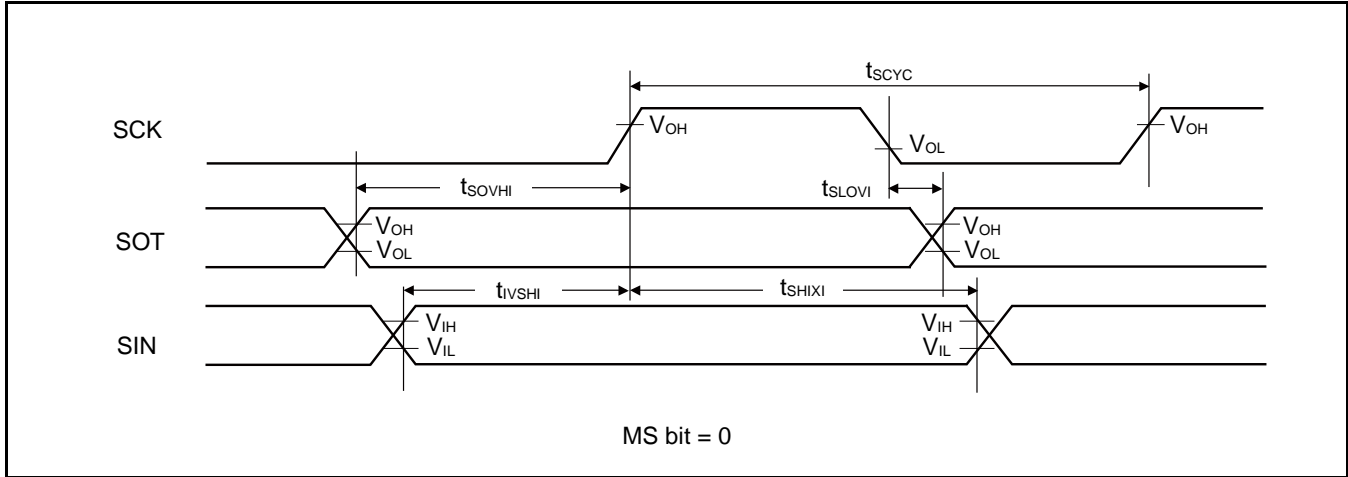 tSCYC
SCK
VOH
VOL
VOH
tSOVHI
tSLOVI
SOT
VOH
VOL
VOH
VOL
tIVSHI
tSHIXI
SIN
VIH
VIL
VIH
VIL
MS bit = 0